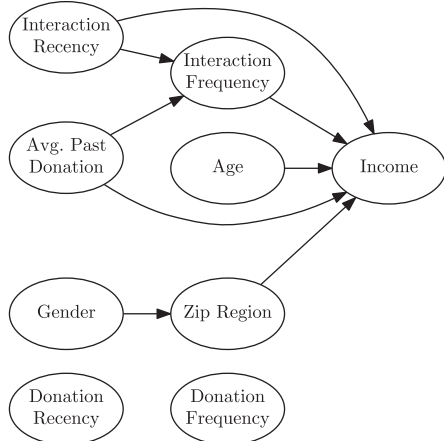 Interaction
Recency
Interaction
Frequency
Avg. Past
Donation
Age
Income
Gender
Zip Region
Donation
Recency
Donation
Frequency